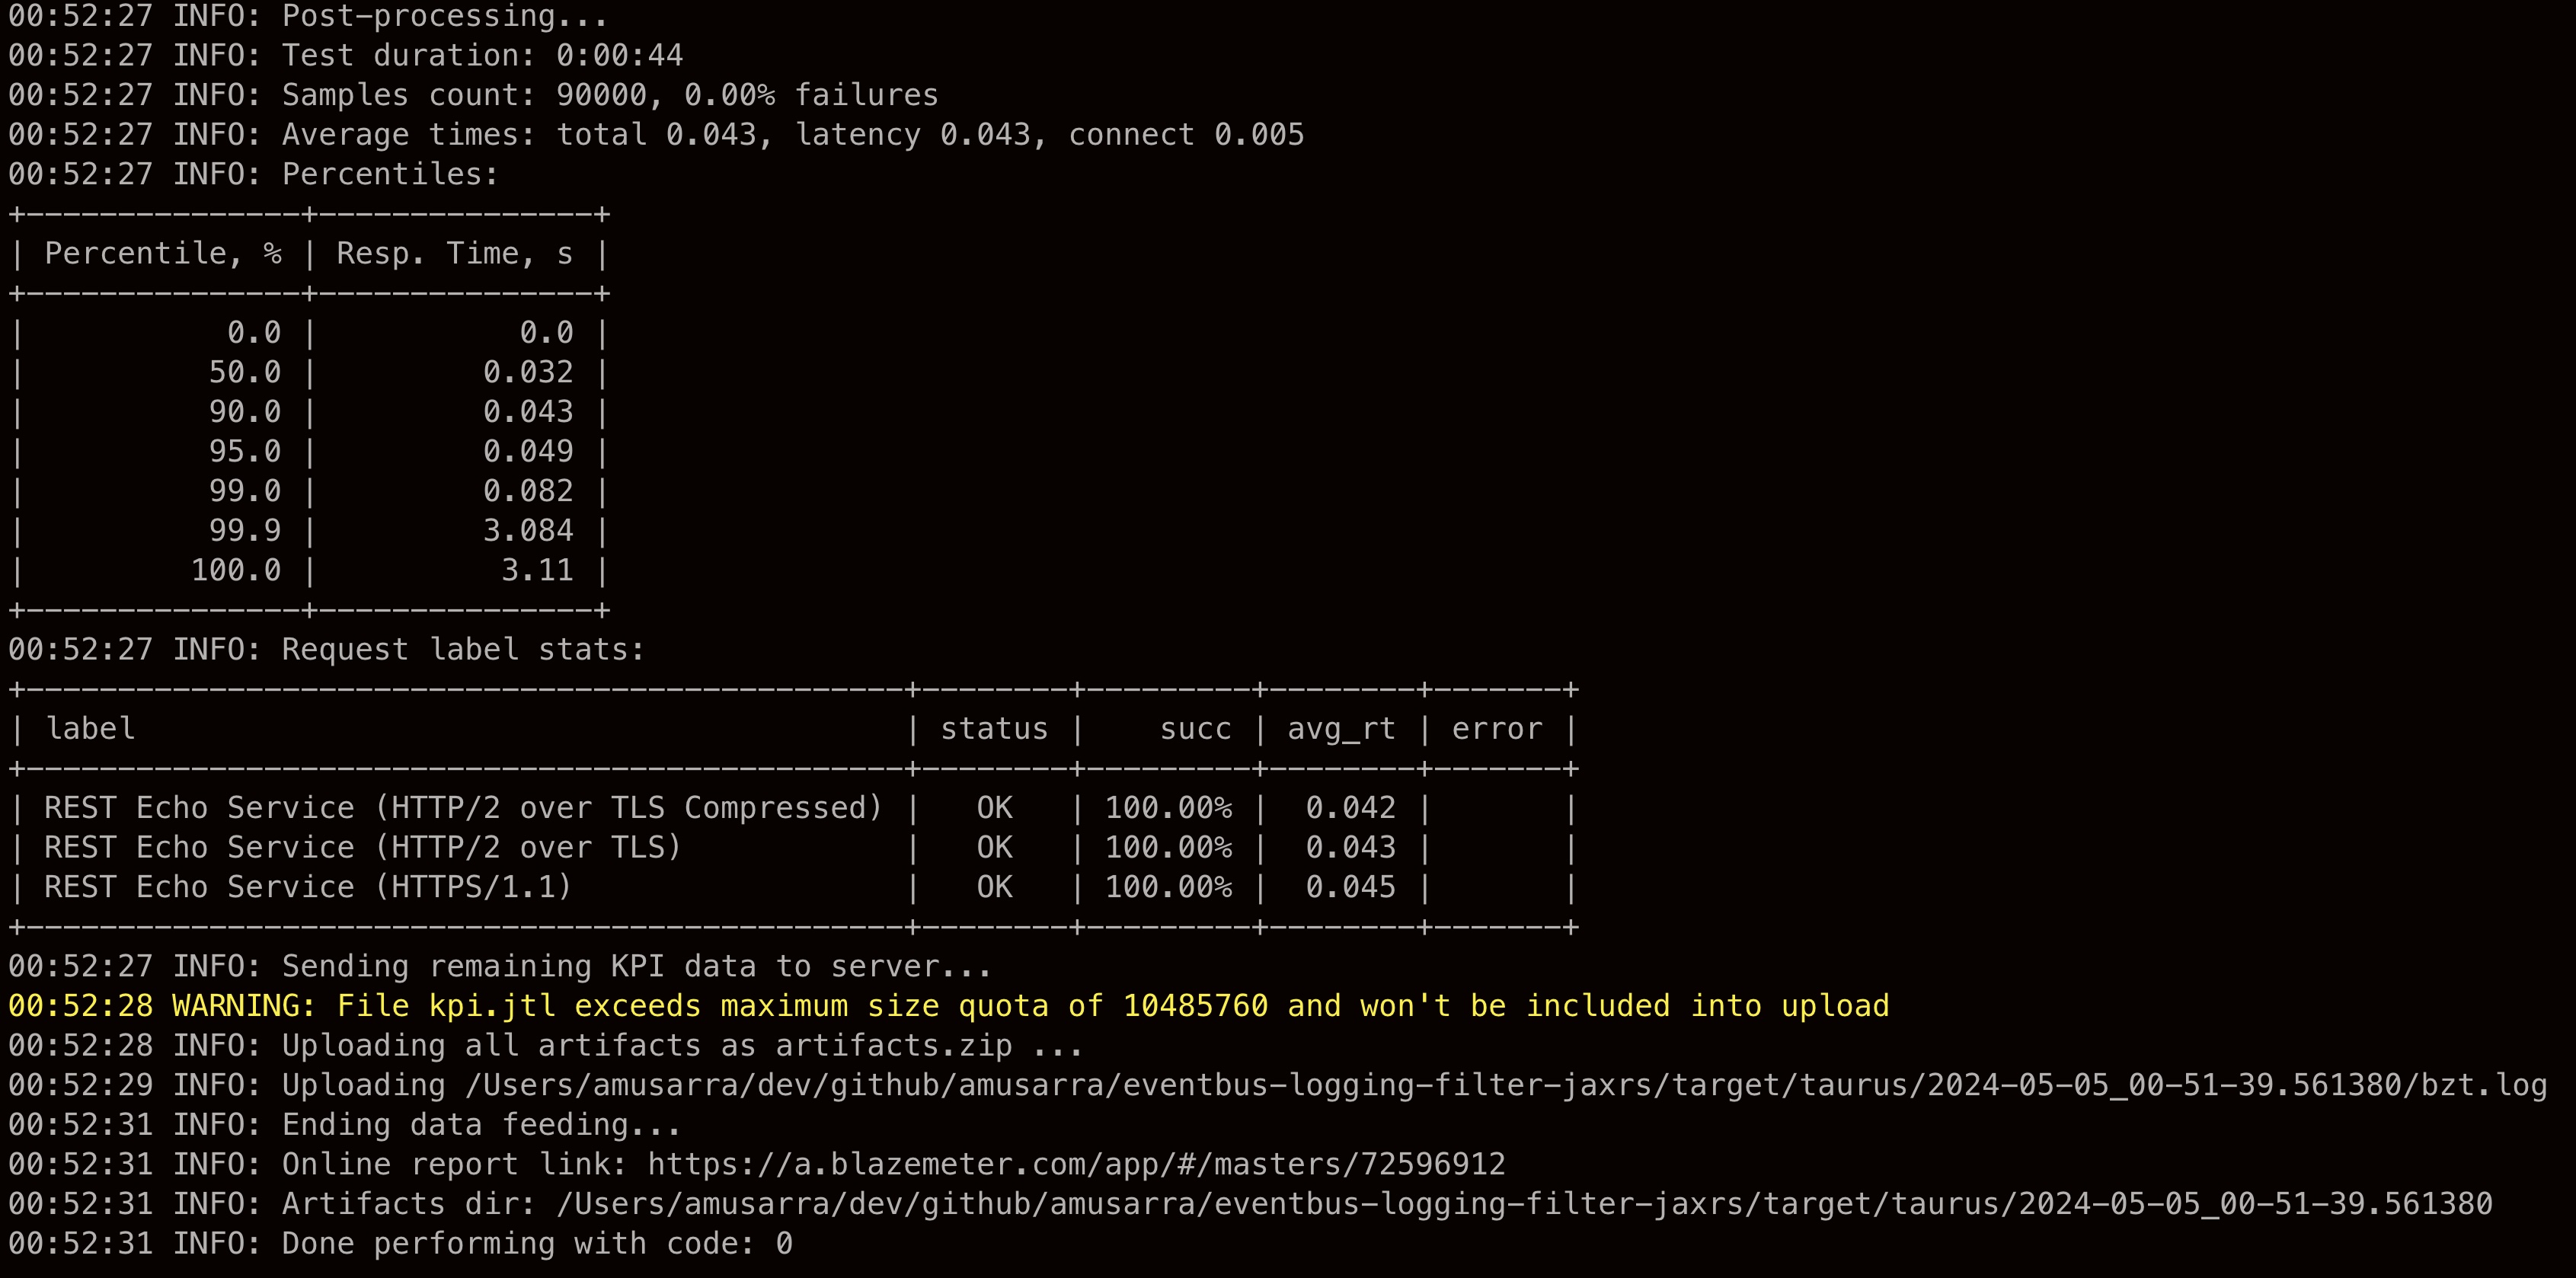 00:52:27 INFO: Post-processing...
00:52:27 INFO: Test duration: 0:00:44
00:52:27 INFO: Samples count: 90000, 0.00% failures
00:52:27 INFO: Average times: total 0.043, latency 0.043, connect 0.005
00:52:27 INFO: Percentiles:
+---------------+---------------+
| Percentile, % | Resp. Time, s |
+---------------+---------------+
|           0.0 |           0.0 |
|          50.0 |         0.032 |
|          90.0 |         0.043 |
|          95.0 |         0.049 |
|          99.0 |         0.082 |
|          99.9 |         3.084 |
|         100.0 |          3.11 |
+---------------+---------------+
00:52:27 INFO: Request label stats:
+------------------------------------------------+--------+---------+--------+-------+
| label                                          | status |    succ | avg_rt | error |
+------------------------------------------------+--------+---------+--------+-------+
| REST Echo Service (HTTP/2 over TLS Compressed) |   OK   | 100.00% |  0.042 |       |
| REST Echo Service (HTTP/2 over TLS)            |   OK   | 100.00% |  0.043 |       |
| REST Echo Service (HTTPS/1.1)                  |   OK   | 100.00% |  0.045 |       |
+------------------------------------------------+--------+---------+--------+-------+
00:52:27 INFO: Sending remaining KPI data to server...
00:52:28 WARNING: File kpi.jtl exceeds maximum size quota of 10485760 and won't be included into upload
00:52:28 INFO: Uploading all artifacts as artifacts.zip ...
00:52:29 INFO: Uploading /Users/amusarra/dev/github/amusarra/eventbus-logging-filter-jaxrs/target/taurus/2024-05-05_00-51-39.561380/bzt.log
00:52:31 INFO: Ending data feeding...
00:52:31 INFO: Online report link: https://a.blazemeter.com/app/#/masters/72596912
00:52:31 INFO: Artifacts dir: /Users/amusarra/dev/github/amusarra/eventbus-logging-filter-jaxrs/target/taurus/2024-05-05_00-51-39.561380
00:52:31 INFO: Done performing with code: 0